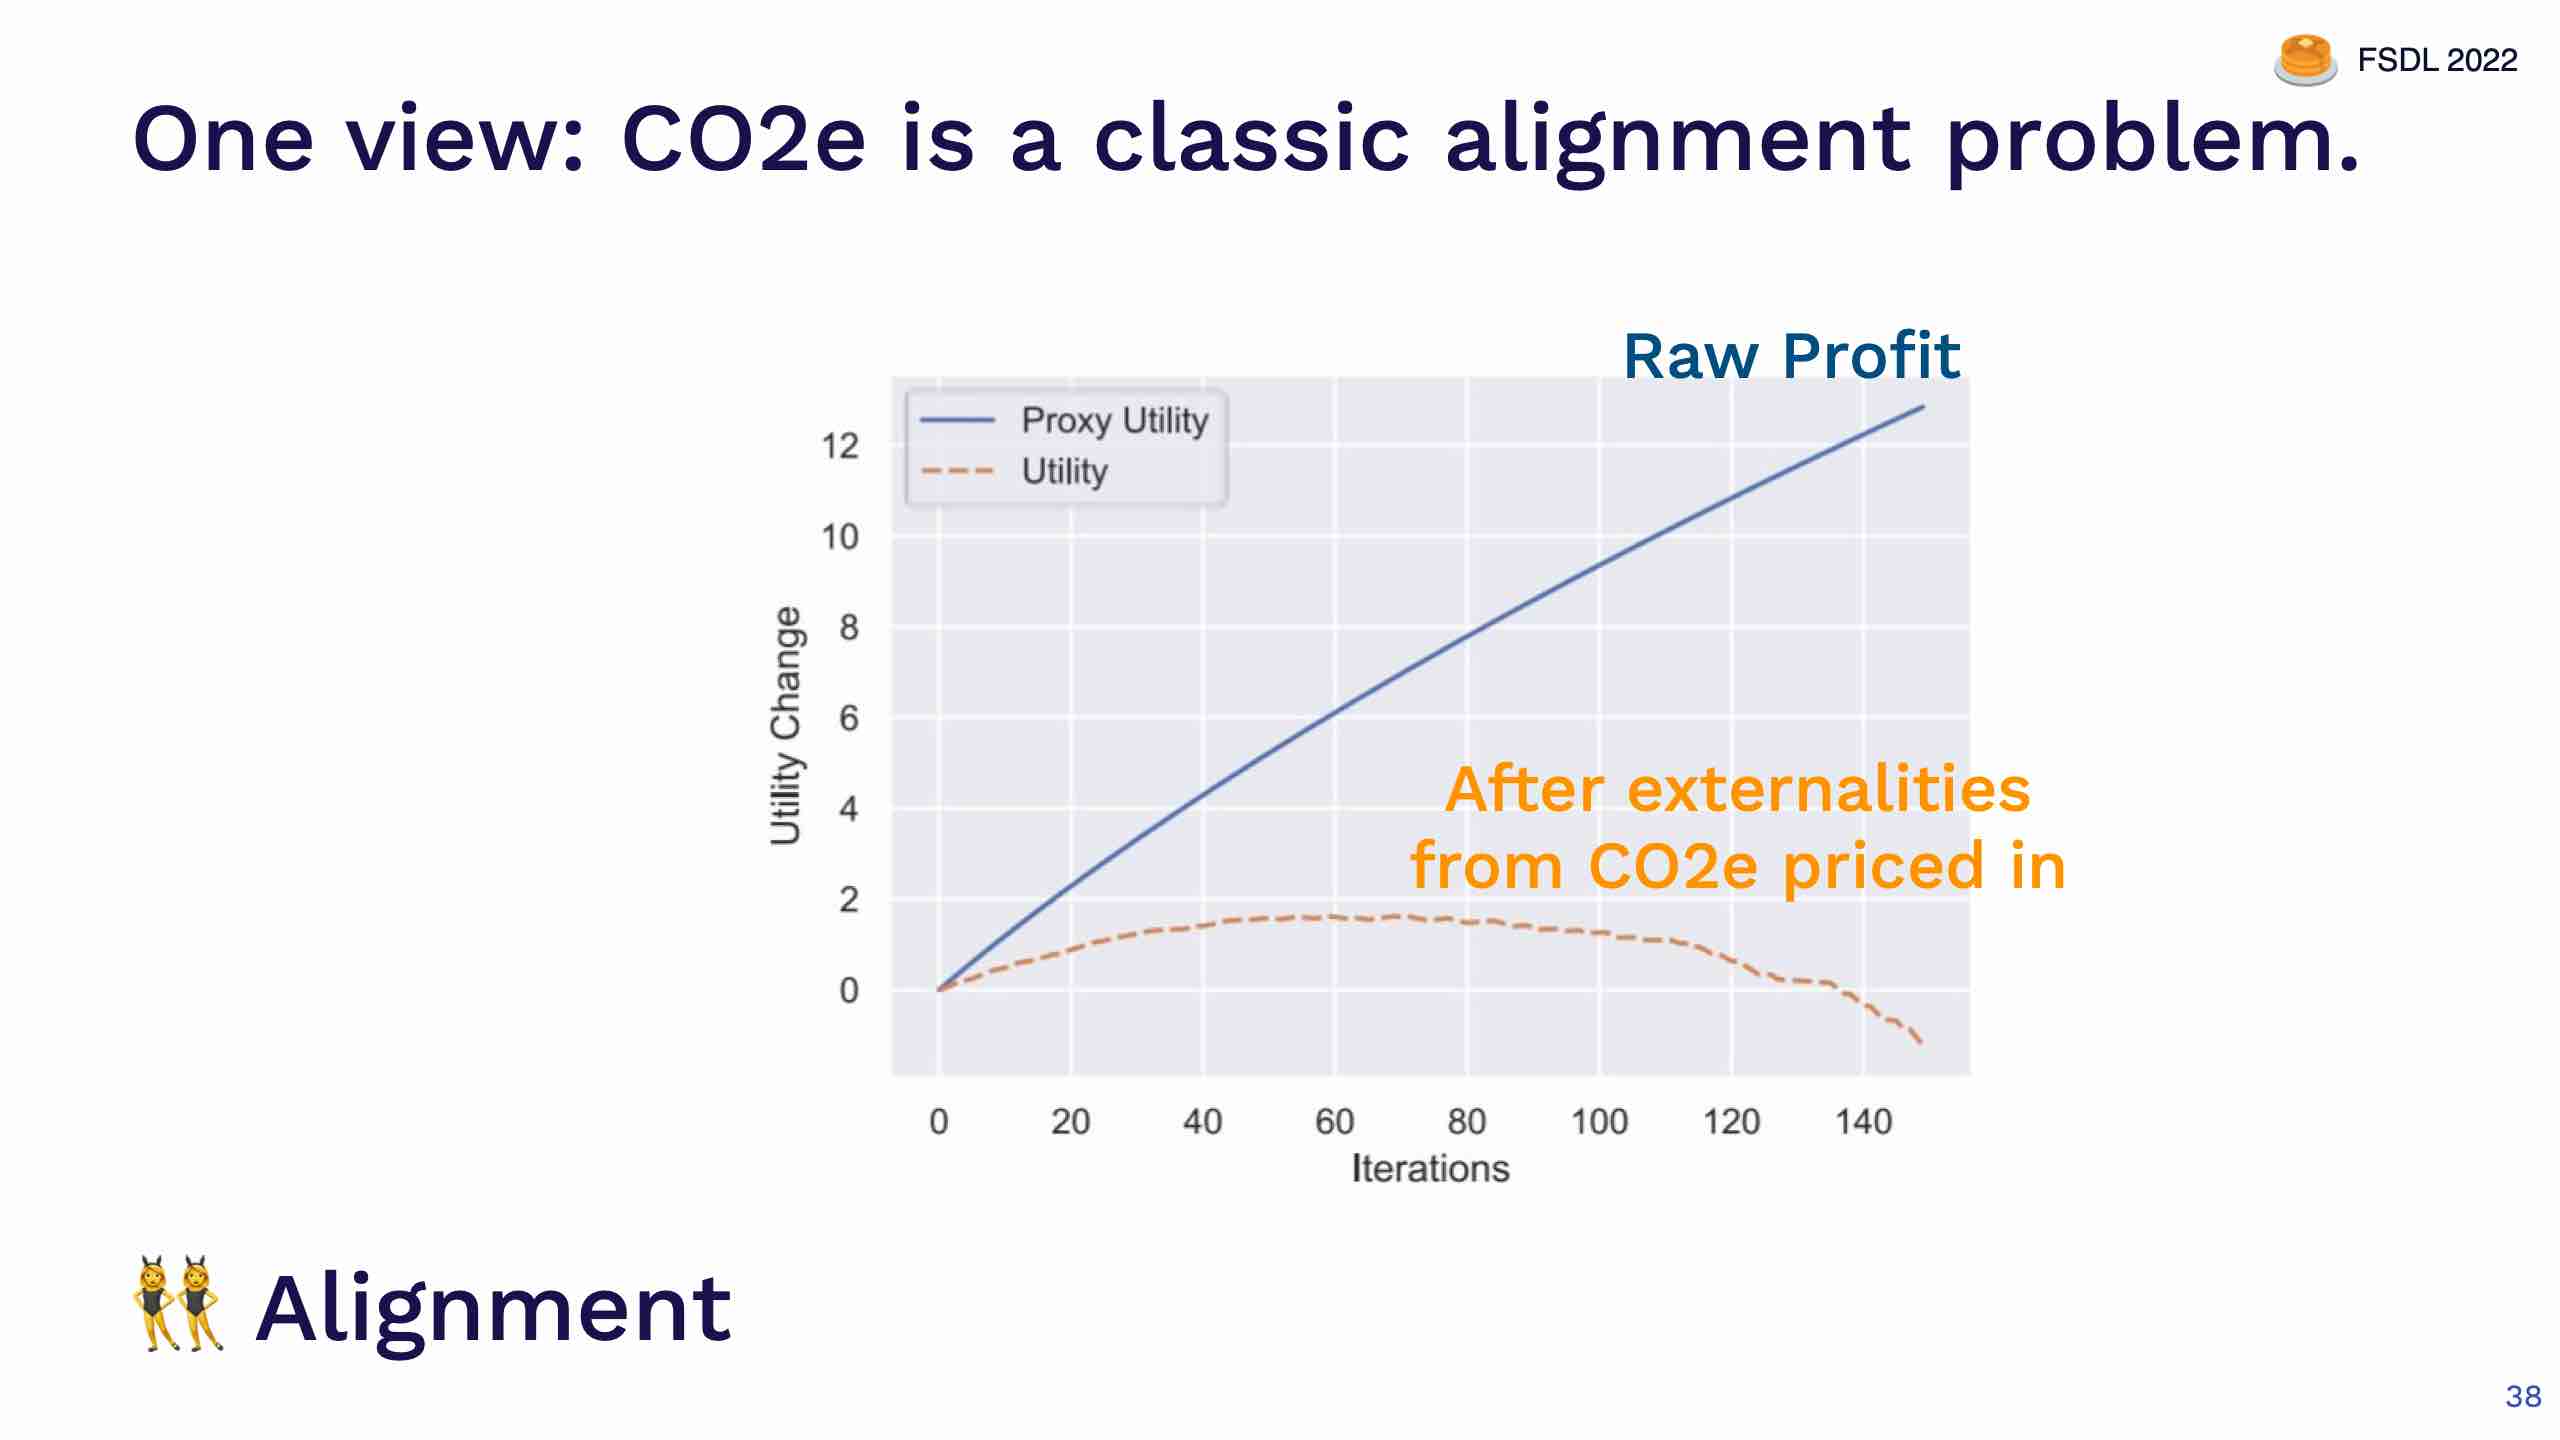 FSDL 2022
One view: CO2e is a classic alignment problem.
Raw Profit
Proxy Utility
Utility
12
10
8
6
4
2
0
Utility Change
After externalities
from CO2e priced in
0 20 40 60 80 100 120 140
Iterations
Alignment
38